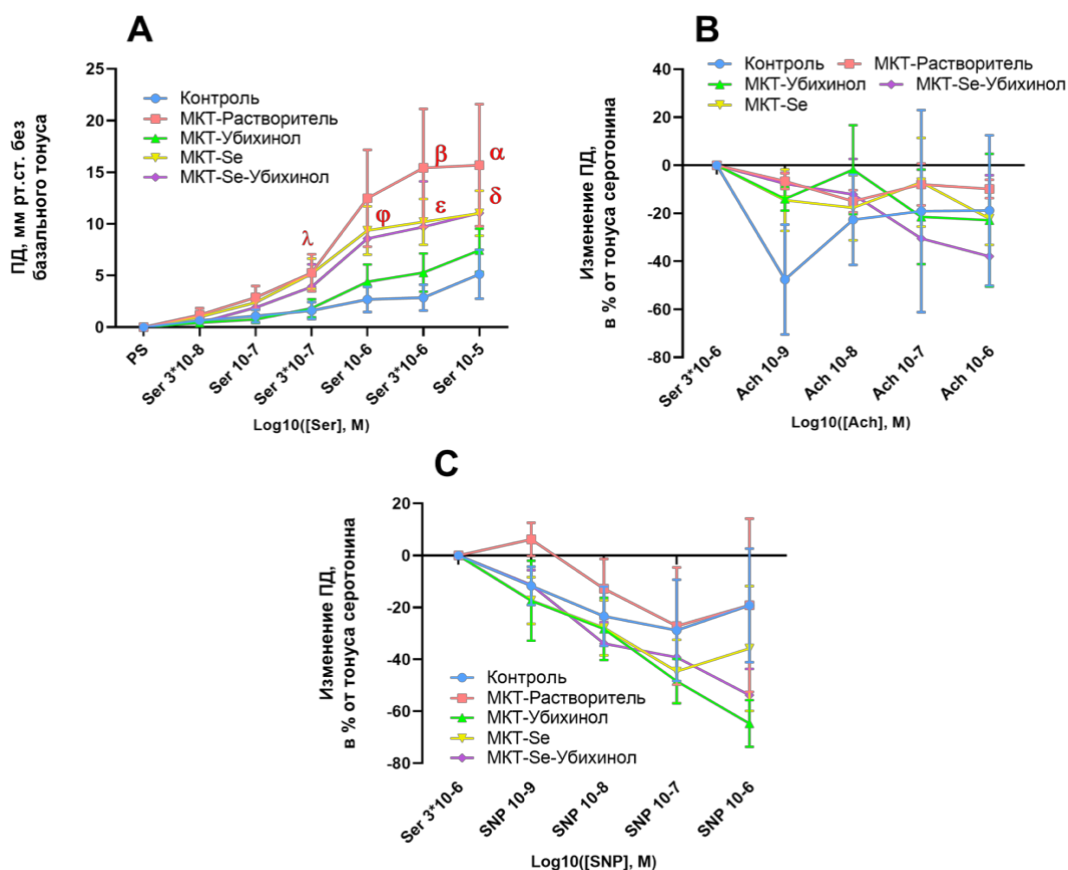 A
ПД, мм рт.ст. без
базального тонуса
25
20
15
10
5
0
Контроль
МКТ-Растворитель
МКТ-Убихинол
МКТ-Se
МКТ-Se-Убихинол
λ
φ
β
ε
α
δ
PS
Ser 3*10-8
Ser 10-7
Ser 3*10-7
Ser 10-6
Ser 3*10-6
Ser 10-5
Log10([Ser], M)
B
Изменение ПД,
в % от тонуса серотонина
40
20
0
-20
-40
-60
-80
Контроль
МКТ-Растворитель
МКТ-Убихинол
МКТ-Se-Убихинол
МКТ-Se
Ser 3*10-6
Ach 10-9
Ach 10-8
Ach 10-7
Ach 10-6
Log10([Ach], M)
C
Изменение ПД,
в % от тонуса серотонина
20
0
-20
-40
-60
-80
Контроль
МКТ-Растворитель
МКТ-Убихинол
МКТ-Se
МКТ-Se-Убихинол
Ser 3*10-6
SNP 10-9
SNP 10-8
SNP 10-7
SNP 10-6
Log10([SNP], M)